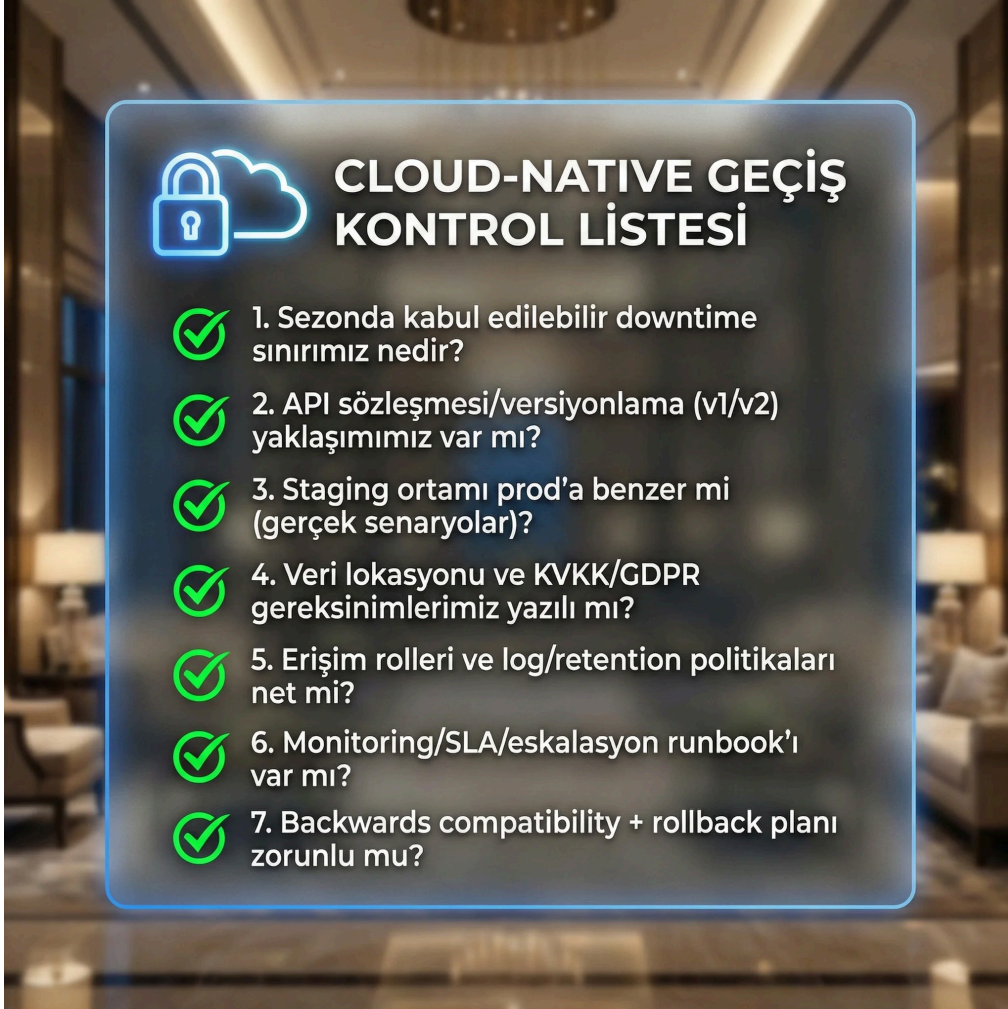 CLOUD-NATIVE GEÇİŞ
KONTROL LİSTESİ
1. Sezonda kabul edilebilir downtime
sınırımız nedir?
2. API sözleşmesi/versiyonlama (v1/v2)
yaklaşımımız var mı?
3. Staging ortamı prod’a benzer mi
(gerçek senaryolar)?
4. Veri lokasyonu ve KVKK/GDPR
gereksinimlerimiz yazılı mı?
5. Erişim rolleri ve log/retention politikaları
net mi?
6. Monitoring/SLA/eskalasyon runbook’ı
var mı?
7. Backwards compatibility + rollback planı
zorunlu mu?